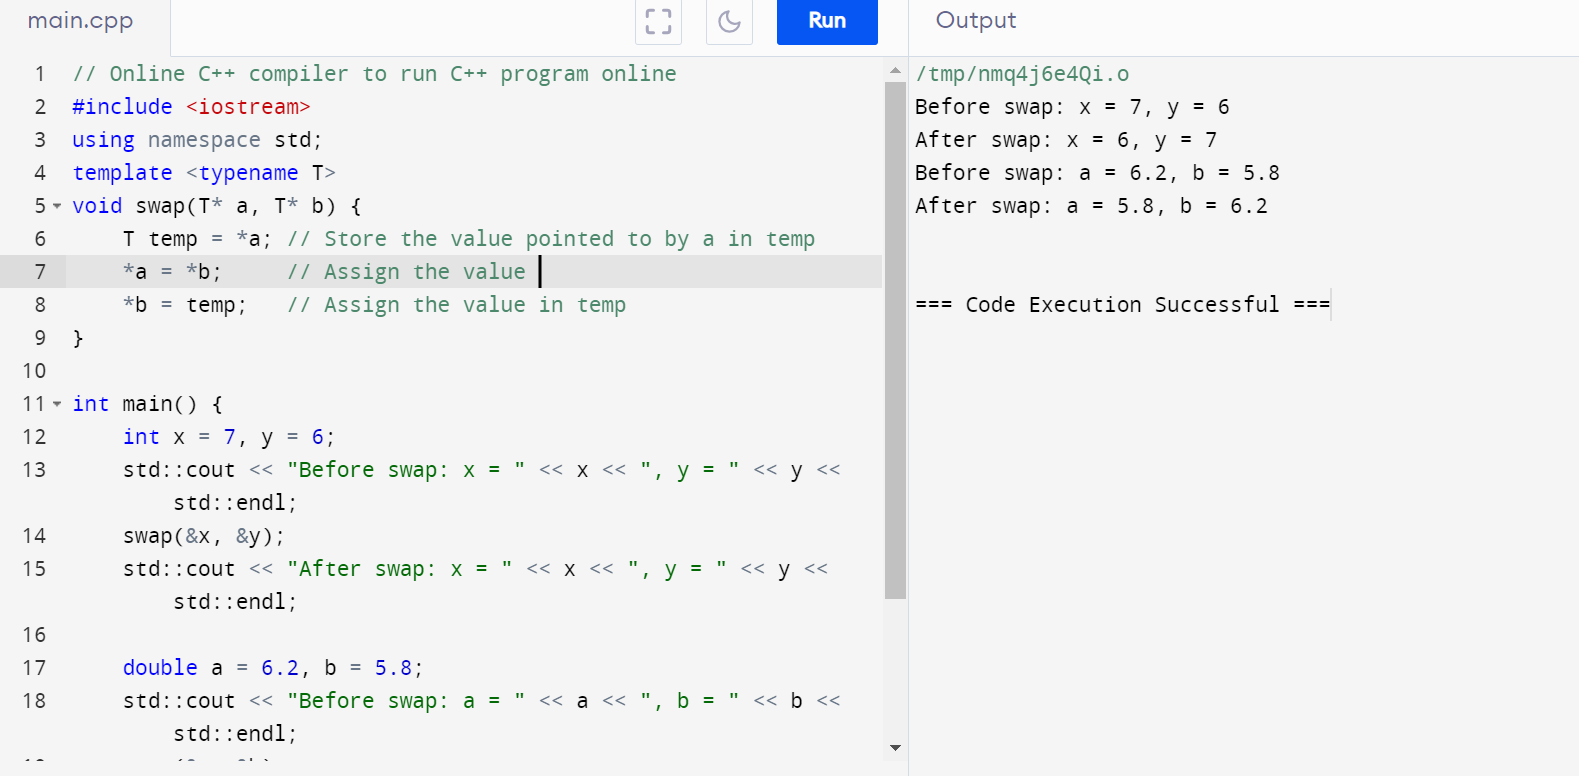 main.cpp
Run
Output
1 // Online C++ compiler to run C++ program online
2 #include <iostream>
3 using namespace std;
4 template <typename T>
5 void swap(T* a, T* b) {
6 T temp = *a; // Store the value pointed to by a in temp
7 *a = *b; // Assign the value
8 *b = temp; // Assign the value in temp
9 }
10
11 int main() {
12 int x = 7, y = 6;
13 std::cout << "Before swap: x = " << x << ", y = " << y <<
std::endl;
14 swap(&x, &y);
15 std::cout << "After swap: x = " << x << ", y = " << y <<
std::endl;
16
17 double a = 6.2, b = 5.8;
18 std::cout << "Before swap: a = " << a << ", b = " << b <<
std::endl;
/tmp/nmq4j6e4Qi.o
Before swap: x = 7, y = 6
After swap: x = 6, y = 7
Before swap: a = 6.2, b = 5.8
After swap: a = 5.8, b = 6.2
=== Code Execution Successful ===